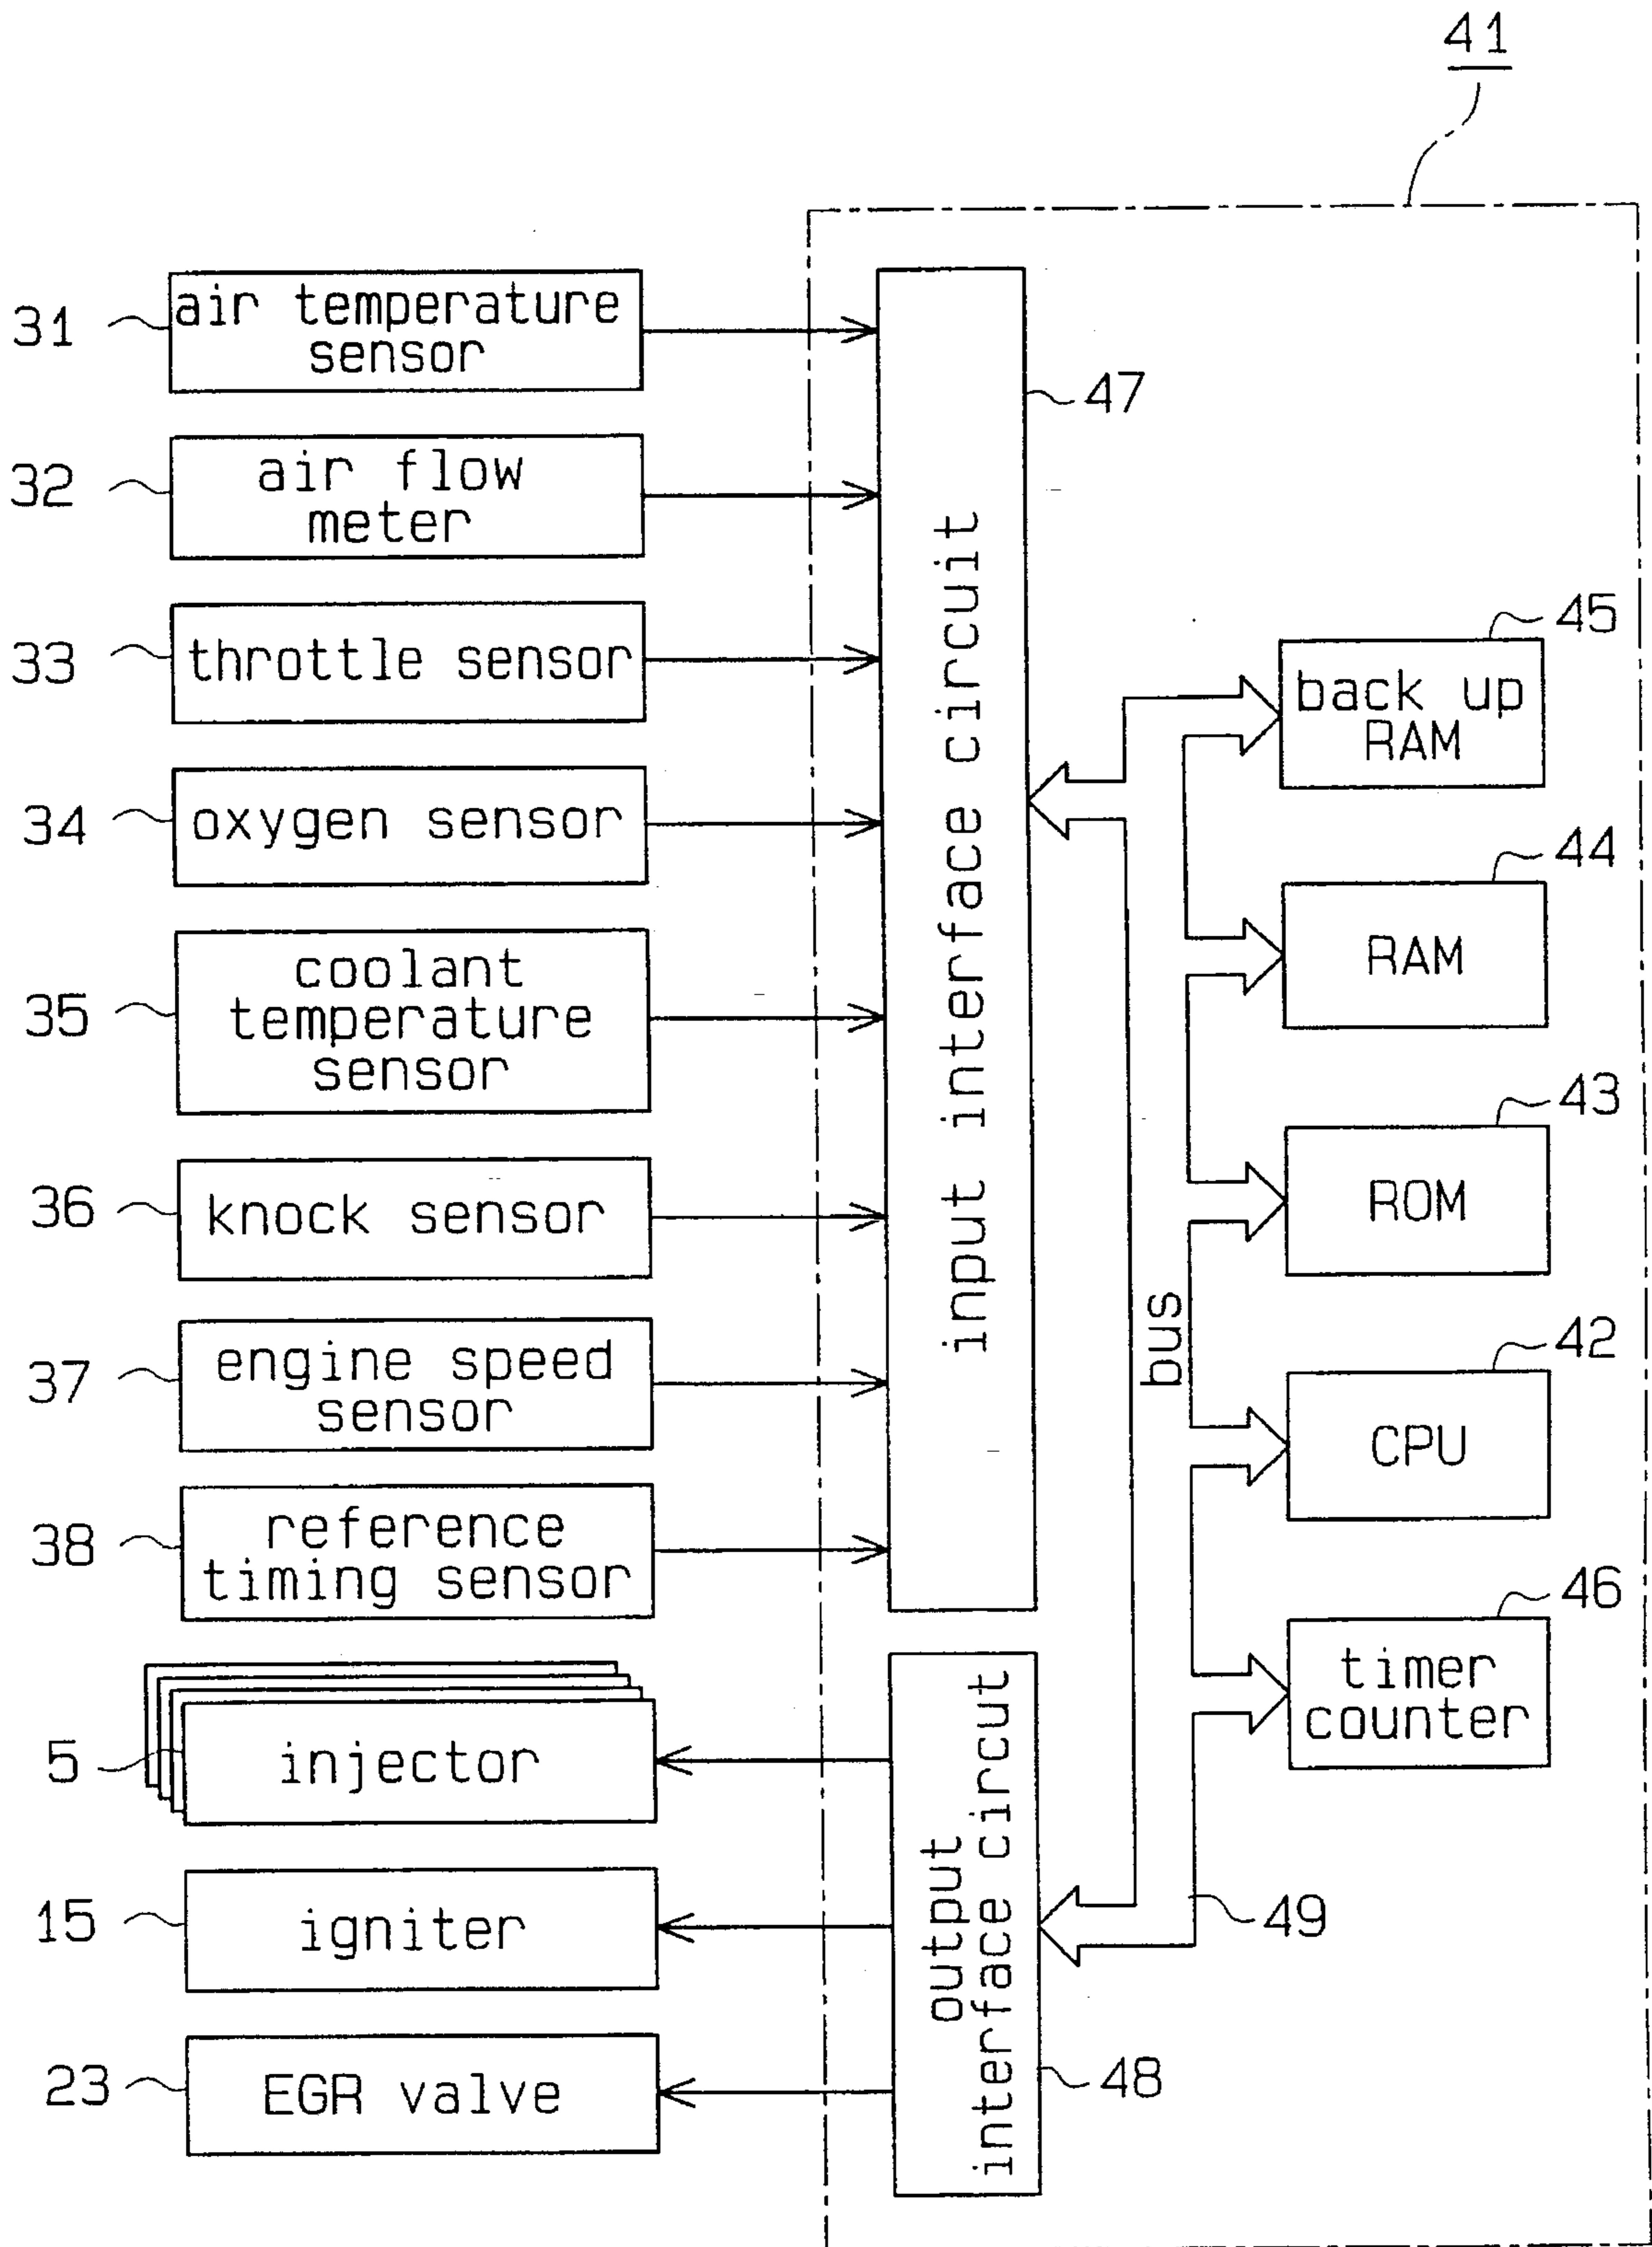 41
31
air temperature
sensor
32
air flow
meter
33
throttle sensor
34
oxygen sensor
35
coolant
temperature
sensor
36
knock sensor
37
engine speed
sensor
38
reference
timing sensor
5
injector
15
igniter
23
EGR valve
input interface circuit
47
output
interface circut
48
bus
49
45
back up
RAM
44
RAM
43
ROM
42
CPU
46
timer
counter